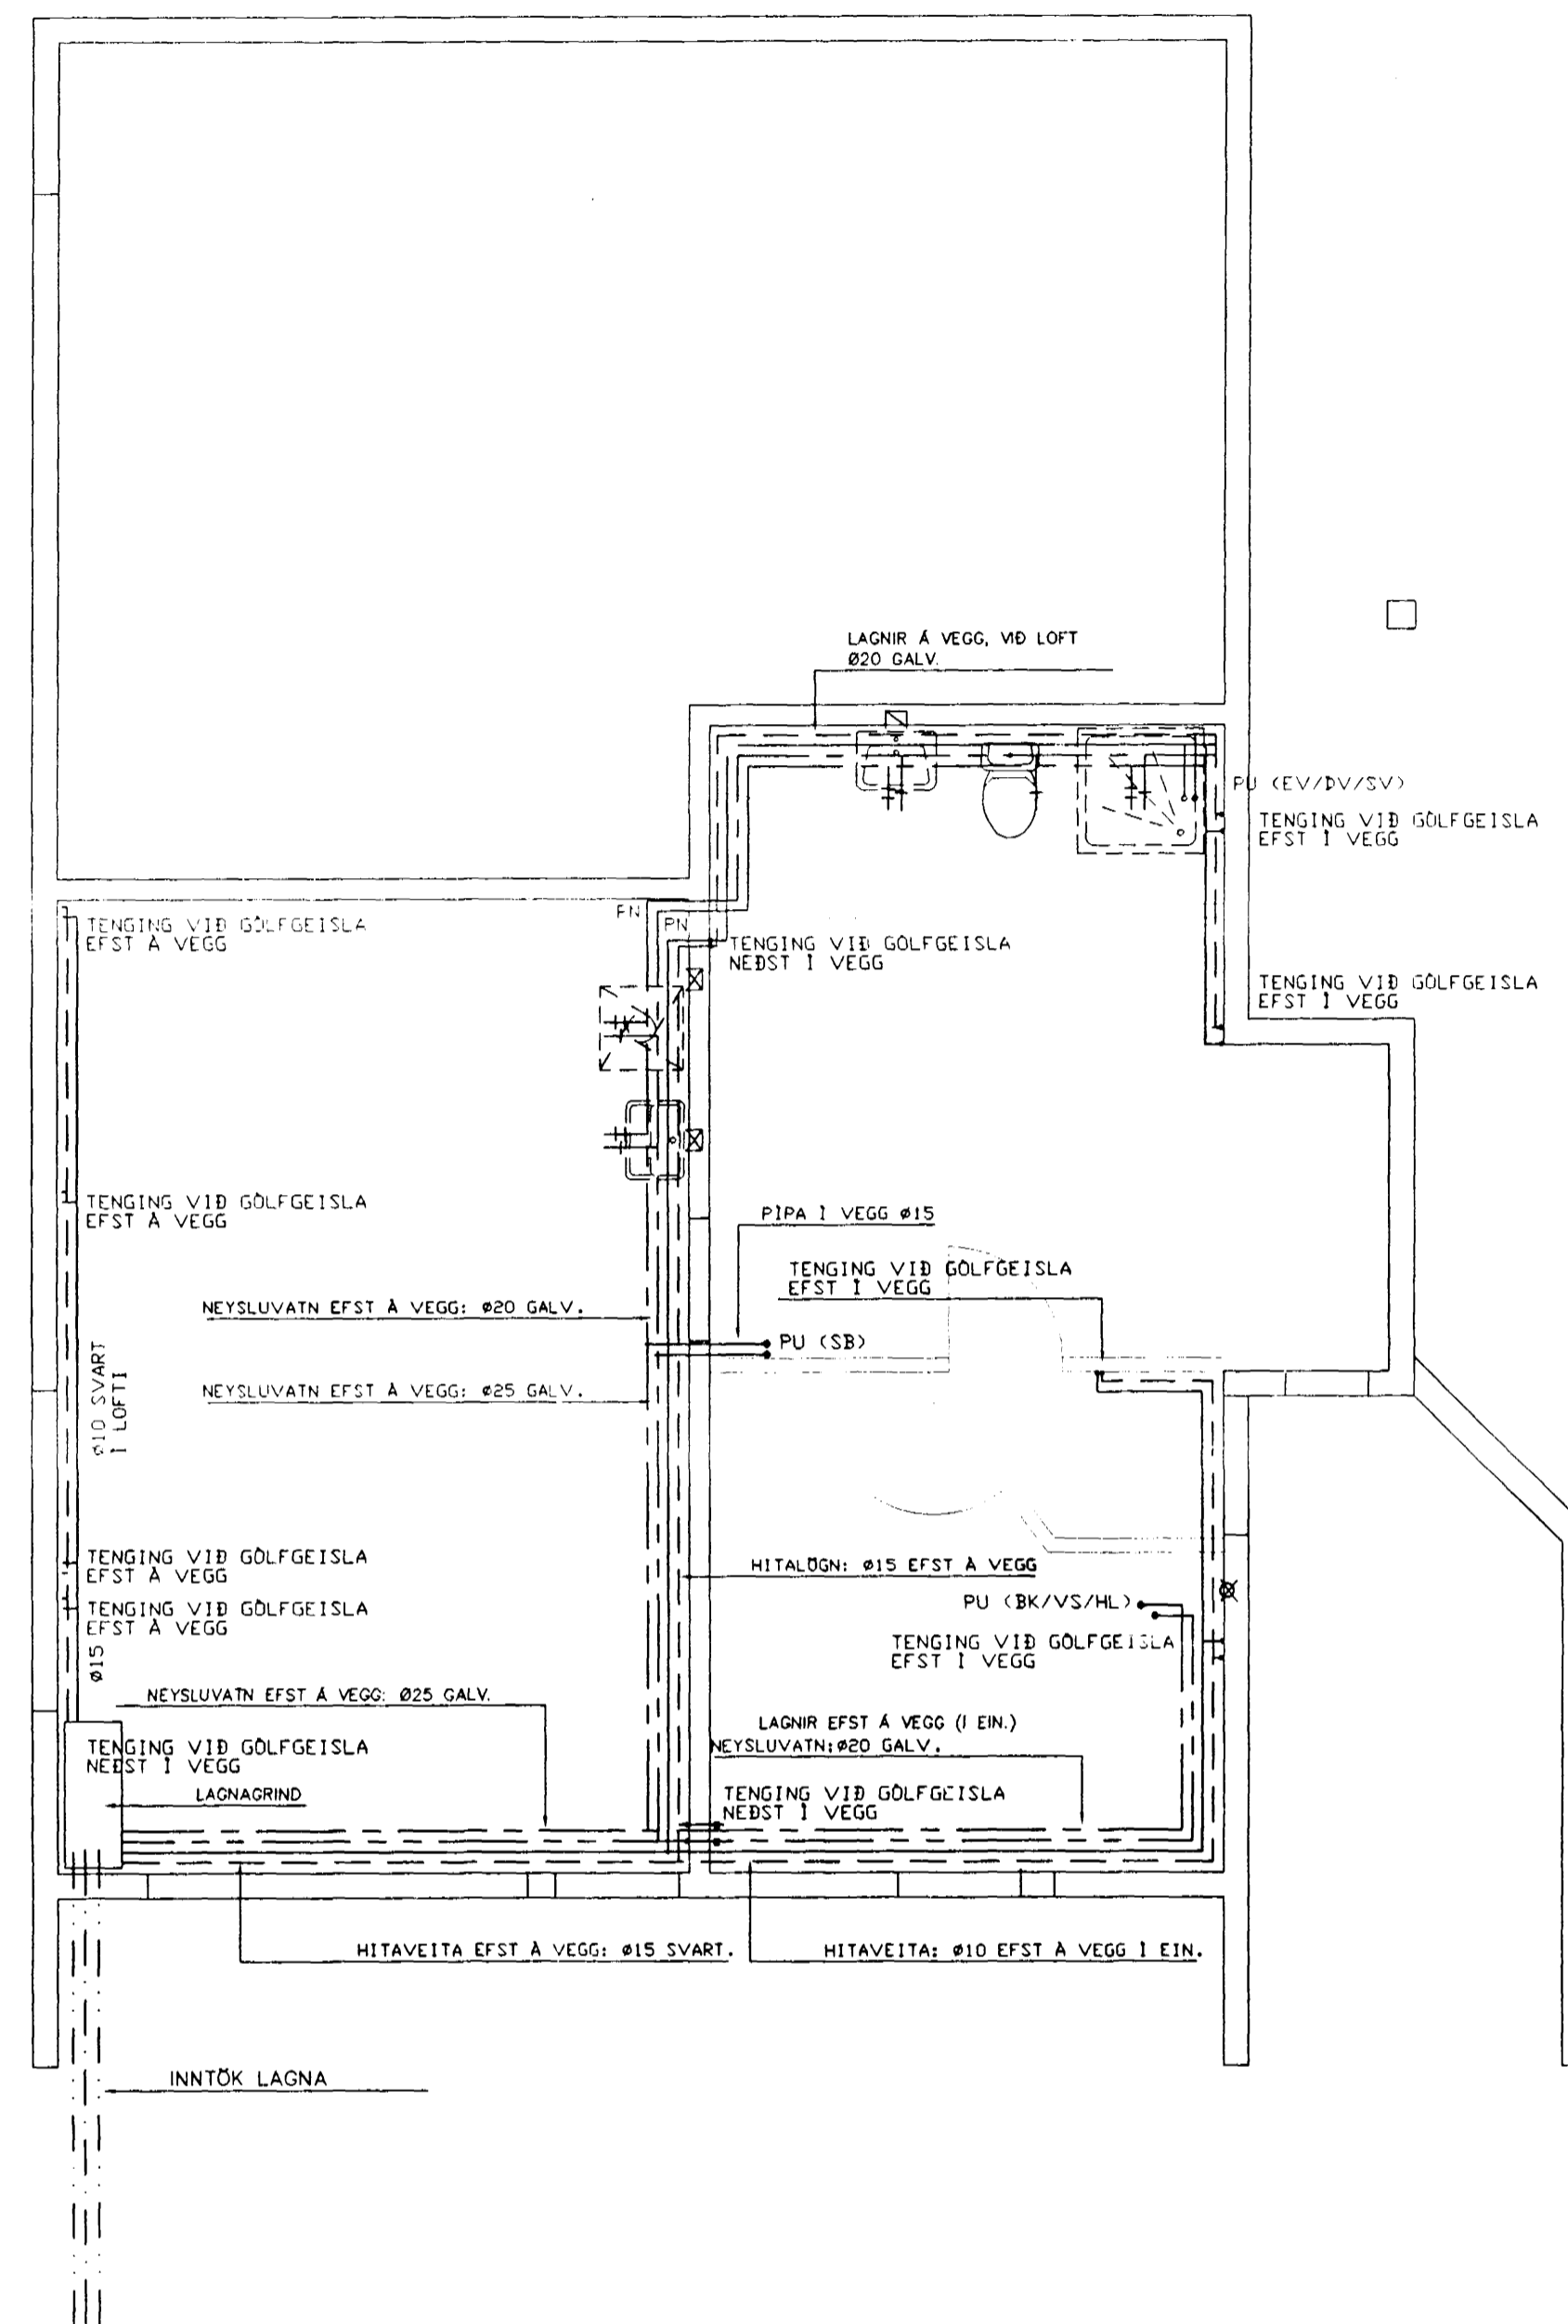 LAGNIR Á VEGG, VIÐ LOFT
Ø20 GALV.
PU (EV/DV/SV)
TENGING VIÐ GÓLFGEISLA
EFST Í VEGG
TENGING VIÐ GÓLFGEISLA
EFST Á VEGG
FN
PN
TENGING VIÐ GÓLFGEISLA
NEÐST Í VEGG
TENGING VIÐ GÓLFGEISLA
EFST Í VEGG
TENGING VIÐ GÓLFGEISLA
EFST Á VEGG
PÍPA Í VEGG Ø15
TENGING VIÐ GÓLFGEISLA
EFST Í VEGG
NEYSLUVATN EFST Á VEGG: Ø20 GALV.
PU (SB)
Ø10 SVART
Í LOFTI
NEYSLUVATN EFST Á VEGG: Ø25 GALV.
TENGING VIÐ GÓLFGEISLA
EFST Á VEGG
HITALÖGN: Ø15 EFST Á VEGG
TENGING VIÐ GÓLFGEISLA
EFST Á VEGG
PU (BK/VS/HL)
TENGING VIÐ GÓLFGEISLA
EFST Í VEGG
Ø15
NEYSLUVATN EFST Á VEGG: Ø25 GALV.
LAGNIR EFST Á VEGG (Í EIN.)
NEYSLUVATN: Ø20 GALV.
TENGING VIÐ GÓLFGEISLA
NEÐST Í VEGG
LAGNAGRIND
TENGING VIÐ GÓLFGEISLA
NEÐST Í VEGG
HITAVEITA EFST Á VEGG: Ø15 SVART.
HITAVEITA: Ø10 EFST Á VEGG Í EIN.
INNTÖK LAGNA